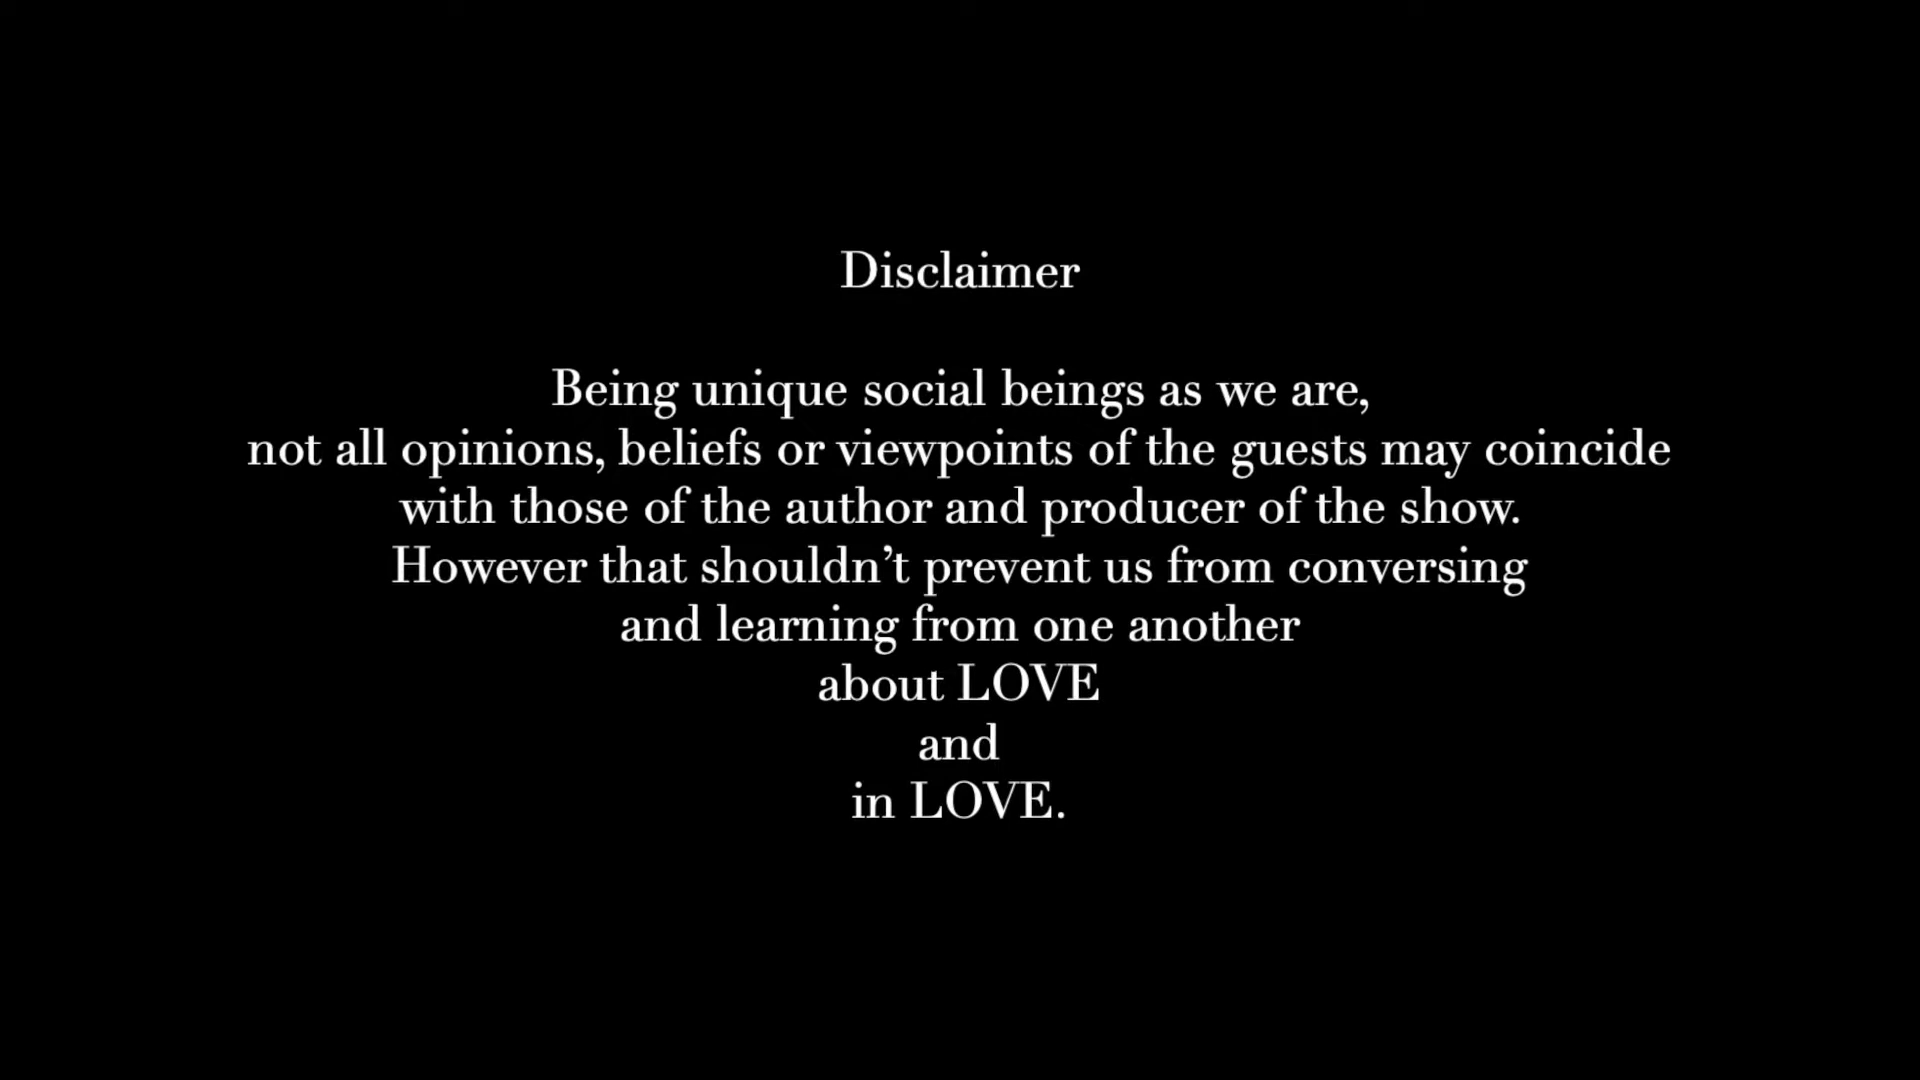 Disclaimer
Being unique social beings as we are,
not all opinions, beliefs or viewpoints of the guests may coincide
with those of the author and producer of the show.
However that shouldn’t prevent us from conversing
and learning from one another
about LOVE
and
in LOVE.